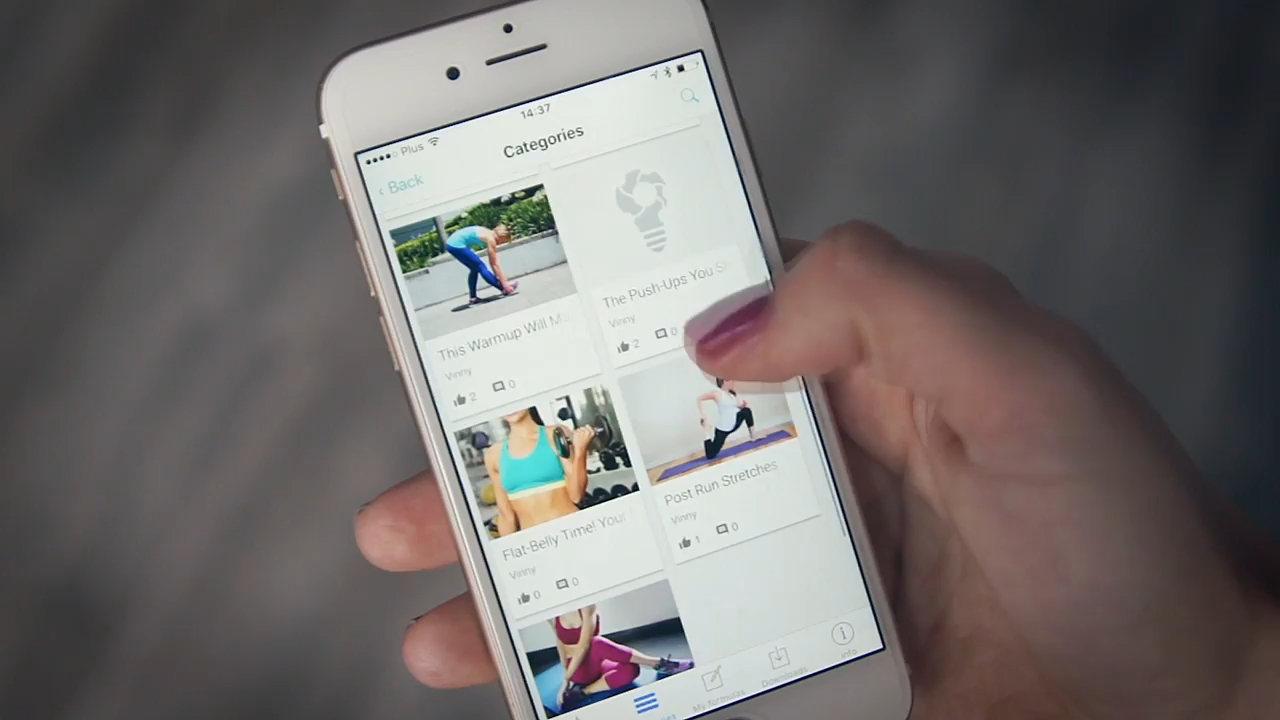 14:37
Plus
Categories
Back
This Warmup Will M
Vinny
2 0
The Push-Ups You S
Vinny
2 0
Flat-Belly Time! Your
Vinny
0 0
Post Run Stretches
Vinny
1 0
My formulas
Downloads
Info